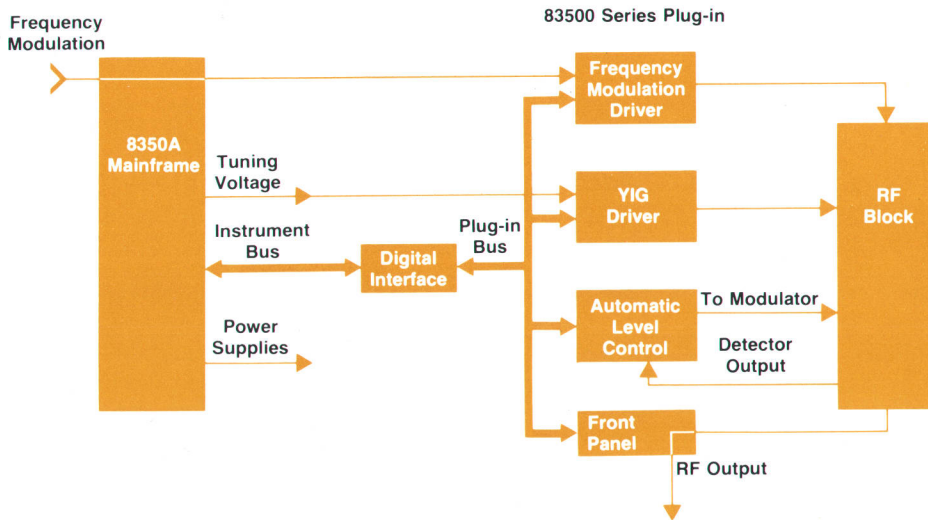 83500 Series Plug-in
Frequency
Modulation
8350A
Mainframe
Tuning
Voltage
Instrument
Bus
Power
Supplies
Digital
Interface
Plug-in
Bus
Frequency
Modulation
Driver
YIG
Driver
Automatic
Level
Control
Front
Panel
To Modulator
Detector
Output
RF
Block
RF Output